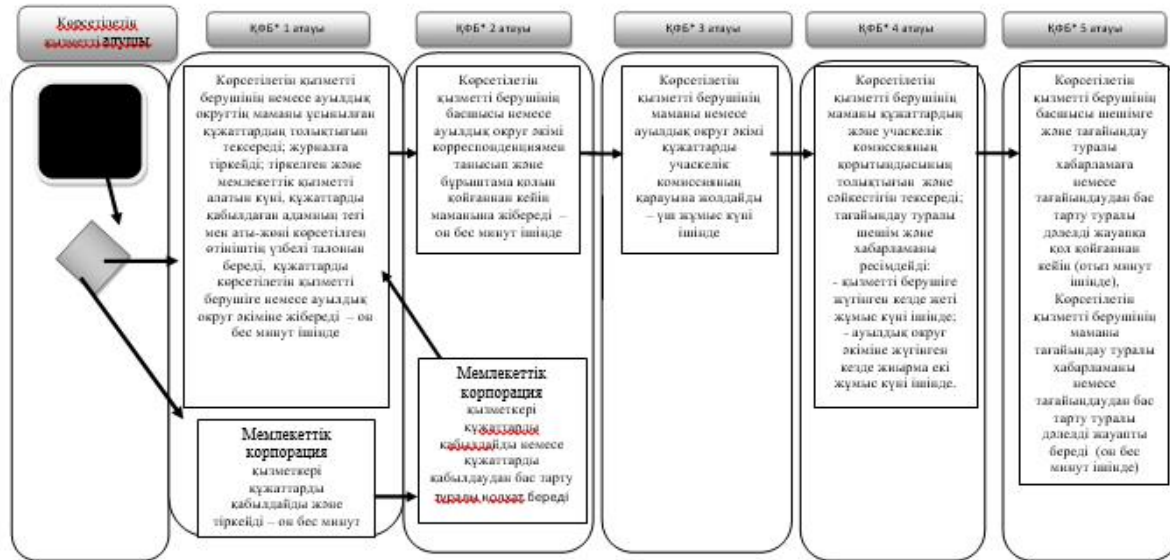 Көрсетілетін
қызметті алушы
ҚФБ* 1 атауы
ҚФБ* 2 атауы
ҚФБ* 3 атауы
ҚФБ* 4 атауы
ҚФБ* 5 атауы
Көрсетілетін қызметті
берушінің немесе ауылдық
округтің маманы ұсынылған
құжаттардың толықтығын
тексереді; журналға
тіркейді; тіркелген және
мемлекеттік қызметті
алатын күні, құжаттарды
қабылдаған адамның тегі
мен аты-жөні көрсетілген
өтініштің үзбелі талонын
береді, құжаттарды
көрсетілетін қызметті
берушіге немесе ауылдық
округ әкіміне жібереді – он
бес минут ішінде
Мемлекеттік
корпорация
қызметкері
құжаттарды
қабылдайды және
тіркейді – он бес минут
Көрсетілетін
қызметті берушінің
басшысы немесе
ауылдық округ әкімі
корреспонденциямен
танысып және
бұрыштама қолын
қойғаннан кейін
маманына жібереді –
он бес минут ішінде
Мемлекеттік
корпорация
қызметкері
құжаттарды
қабылдайды немесе
құжаттарды
қабылдаудан бас тарту
туралы қолхат береді
Көрсетілетін
қызметті берушінің
маманы немесе
ауылдық округ әкімі
құжаттарды
учаскелік
комиссияның
қарауына жолдайды
– үш жұмыс күні
ішінде
Көрсетілетін
қызметті берушінің
маманы құжаттардың
және учаскелік
комиссияның
қорытындысының
толықтығын және
сәйкестігін тексереді;
тағайындау туралы
шешім және
хабарламаны
ресімдейді:
- қызметті берушіге
жүгінген кезде жеті
жұмыс күні ішінде;
- ауылдық округ
әкіміне жүгінген
кезде жиырма екі
жұмыс күні ішінде.
Көрсетілетін
қызметті берушінің
басшысы шешімге
және тағайындау
туралы
хабарламаға
немесе
тағайындаудан бас
тарту туралы
дәлелді жауапқа
қол қойғаннан
кейін (отыз минут
ішінде),
Көрсетілетін
қызметті берушінің
маманы
тағайындау туралы
хабарламаны
немесе
тағайындаудан бас
тарту туралы
дәлелді жауапты
береді (он бес
минут ішінде)